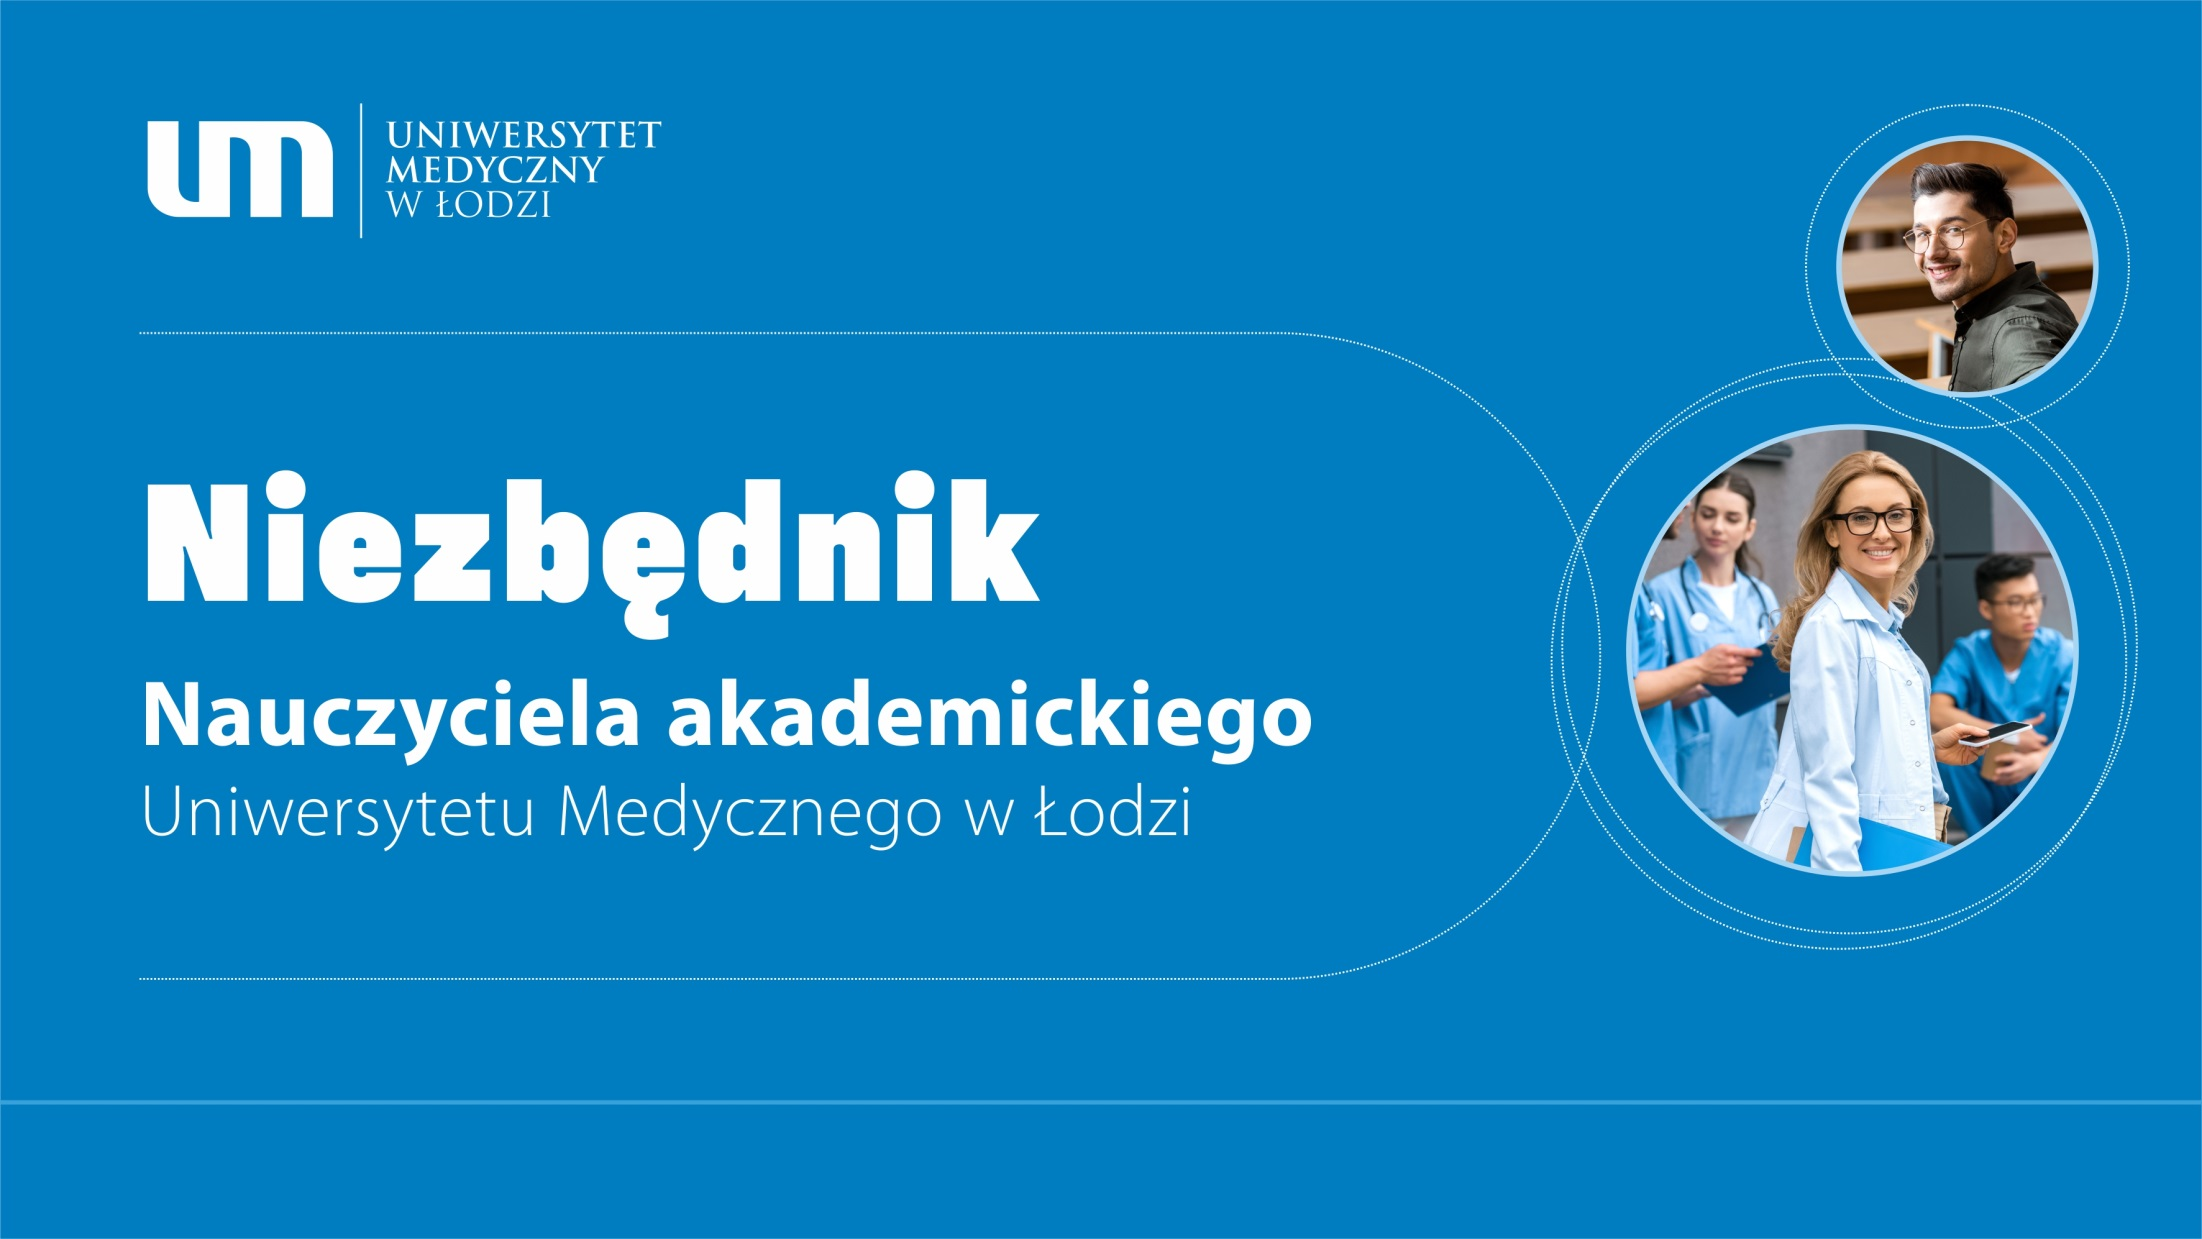 um
UNIWERSYTET
MEDYCZNY
W ŁODZI
Niezbędnik
Nauczyciela akademickiego
Uniwersytetu Medycznego w Łodzi